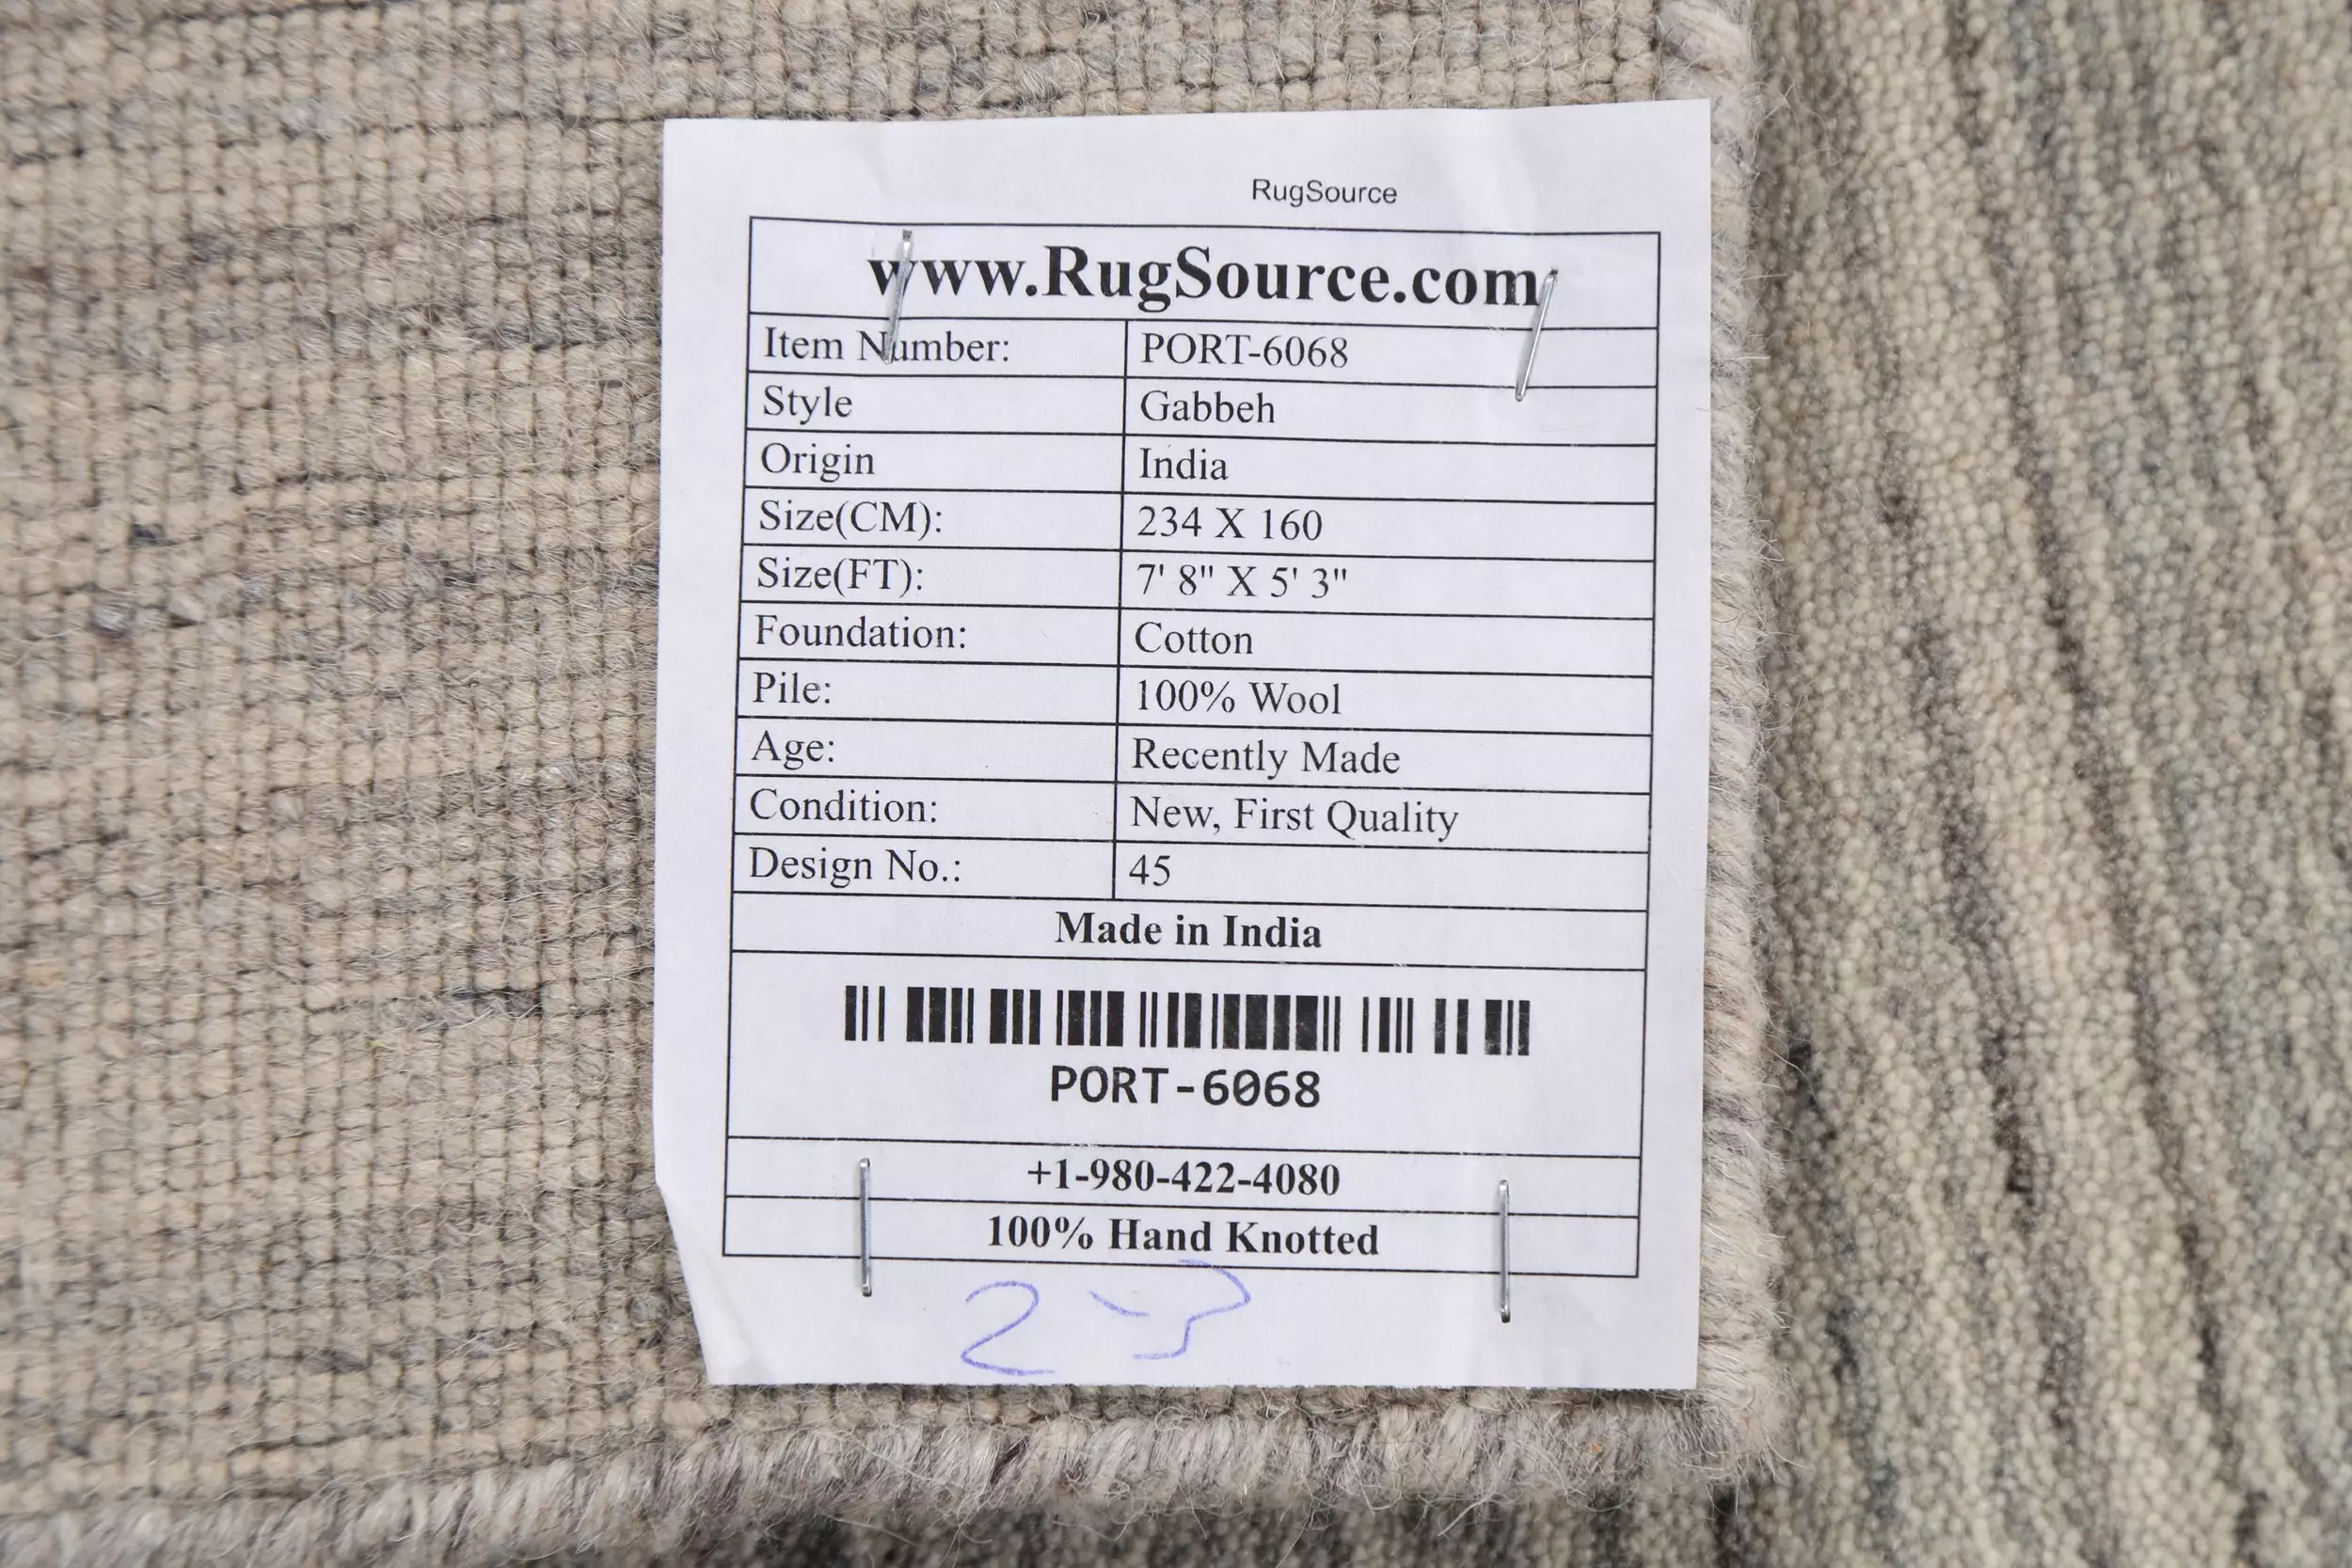 RugSource
www.RugSource.com
Item Number: PORT-6068
Style Gabbeh
Origin India
Size(CM): 234 X 160
Size(FT): 7' 8" X 5' 3"
Foundation: Cotton
Pile: 100% Wool
Age: Recently Made
Condition: New, First Quality
Design No.: 45
Made in India
PORT-6068
+1-980-422-4080
100% Hand Knotted
2-3